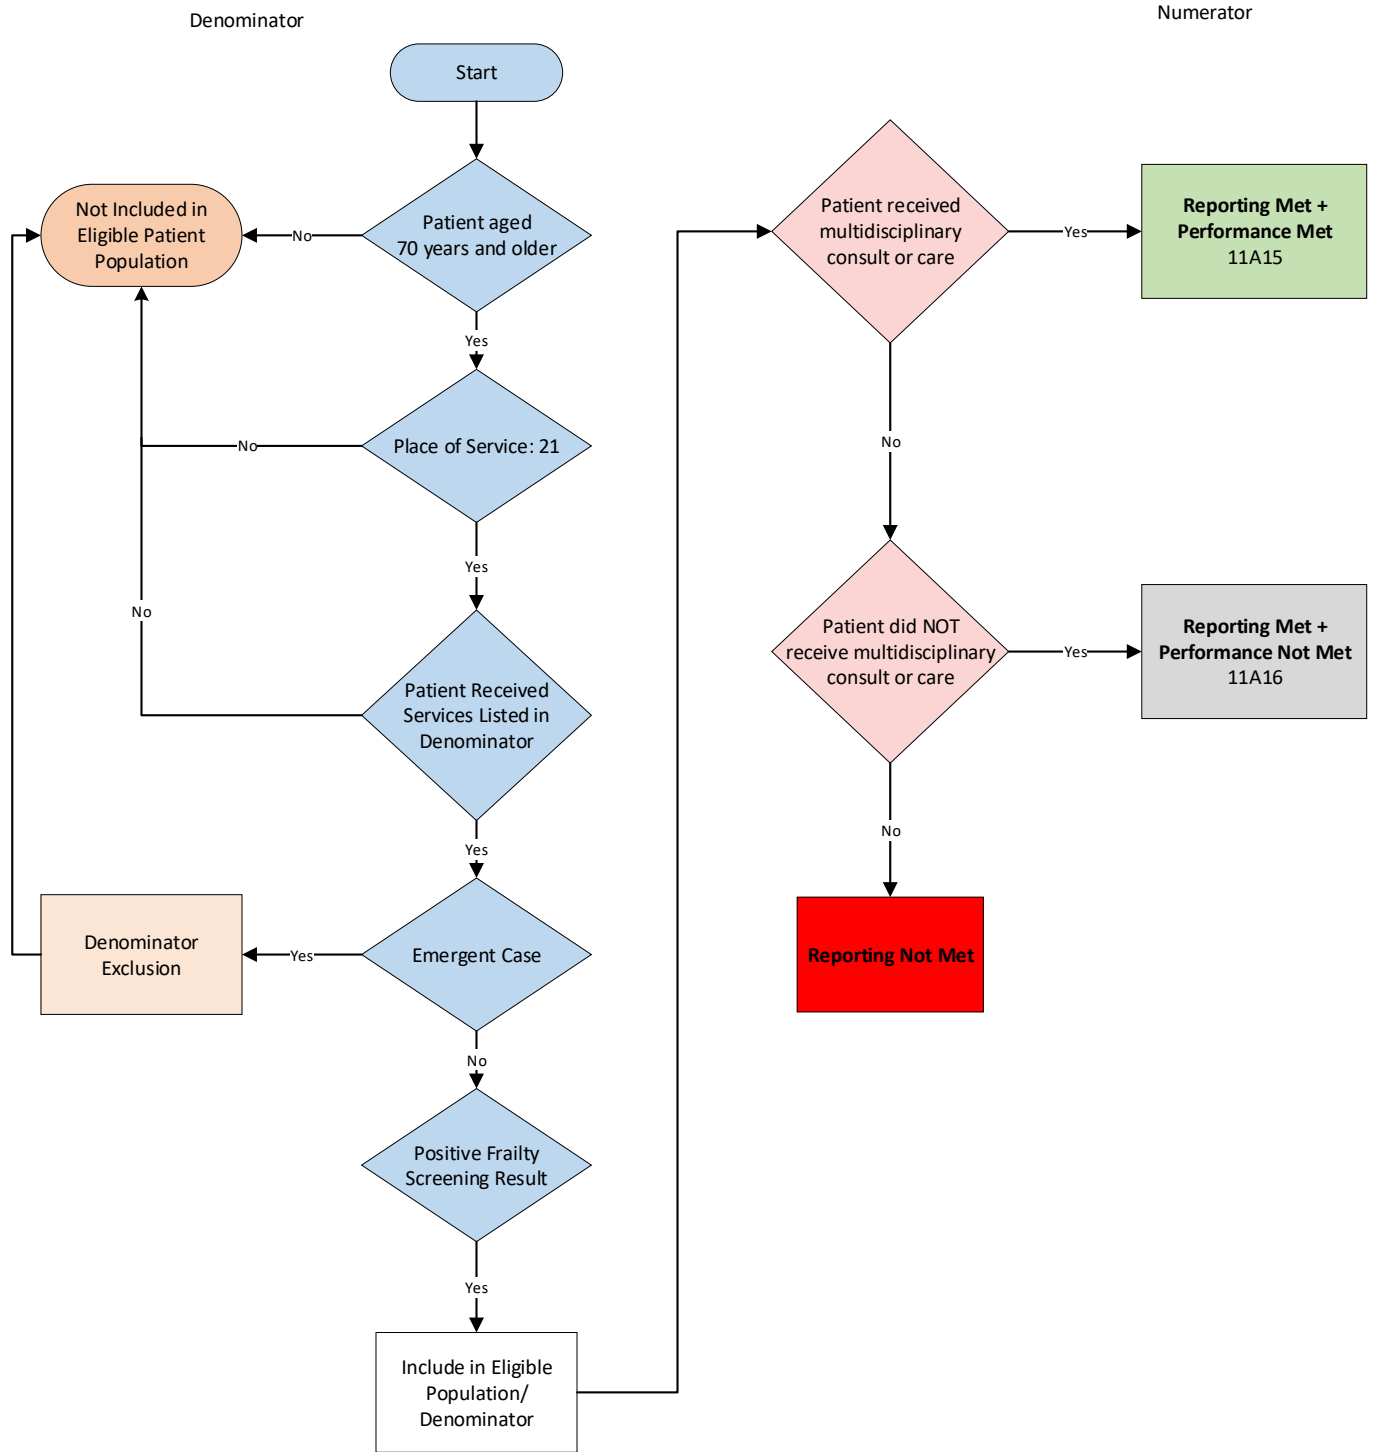 Denominator
Numerator
Start
Patient aged
70 years and older
No
Not Included in
Eligible Patient
Population
Yes
Place of Service: 21
No
Yes
Patient Received
Services Listed in
Denominator
No
Yes
Emergent Case
Yes
Denominator
Exclusion
No
Positive Frailty
Screening Result
Yes
Include in Eligible
Population/
Denominator
Patient received
multidisciplinary
consult or care
Yes
Reporting Met +
Performance Met
11A15
No
Patient did NOT
receive multidisciplinary
consult or care
Yes
Reporting Met +
Performance Not Met
11A16
No
Reporting Not Met